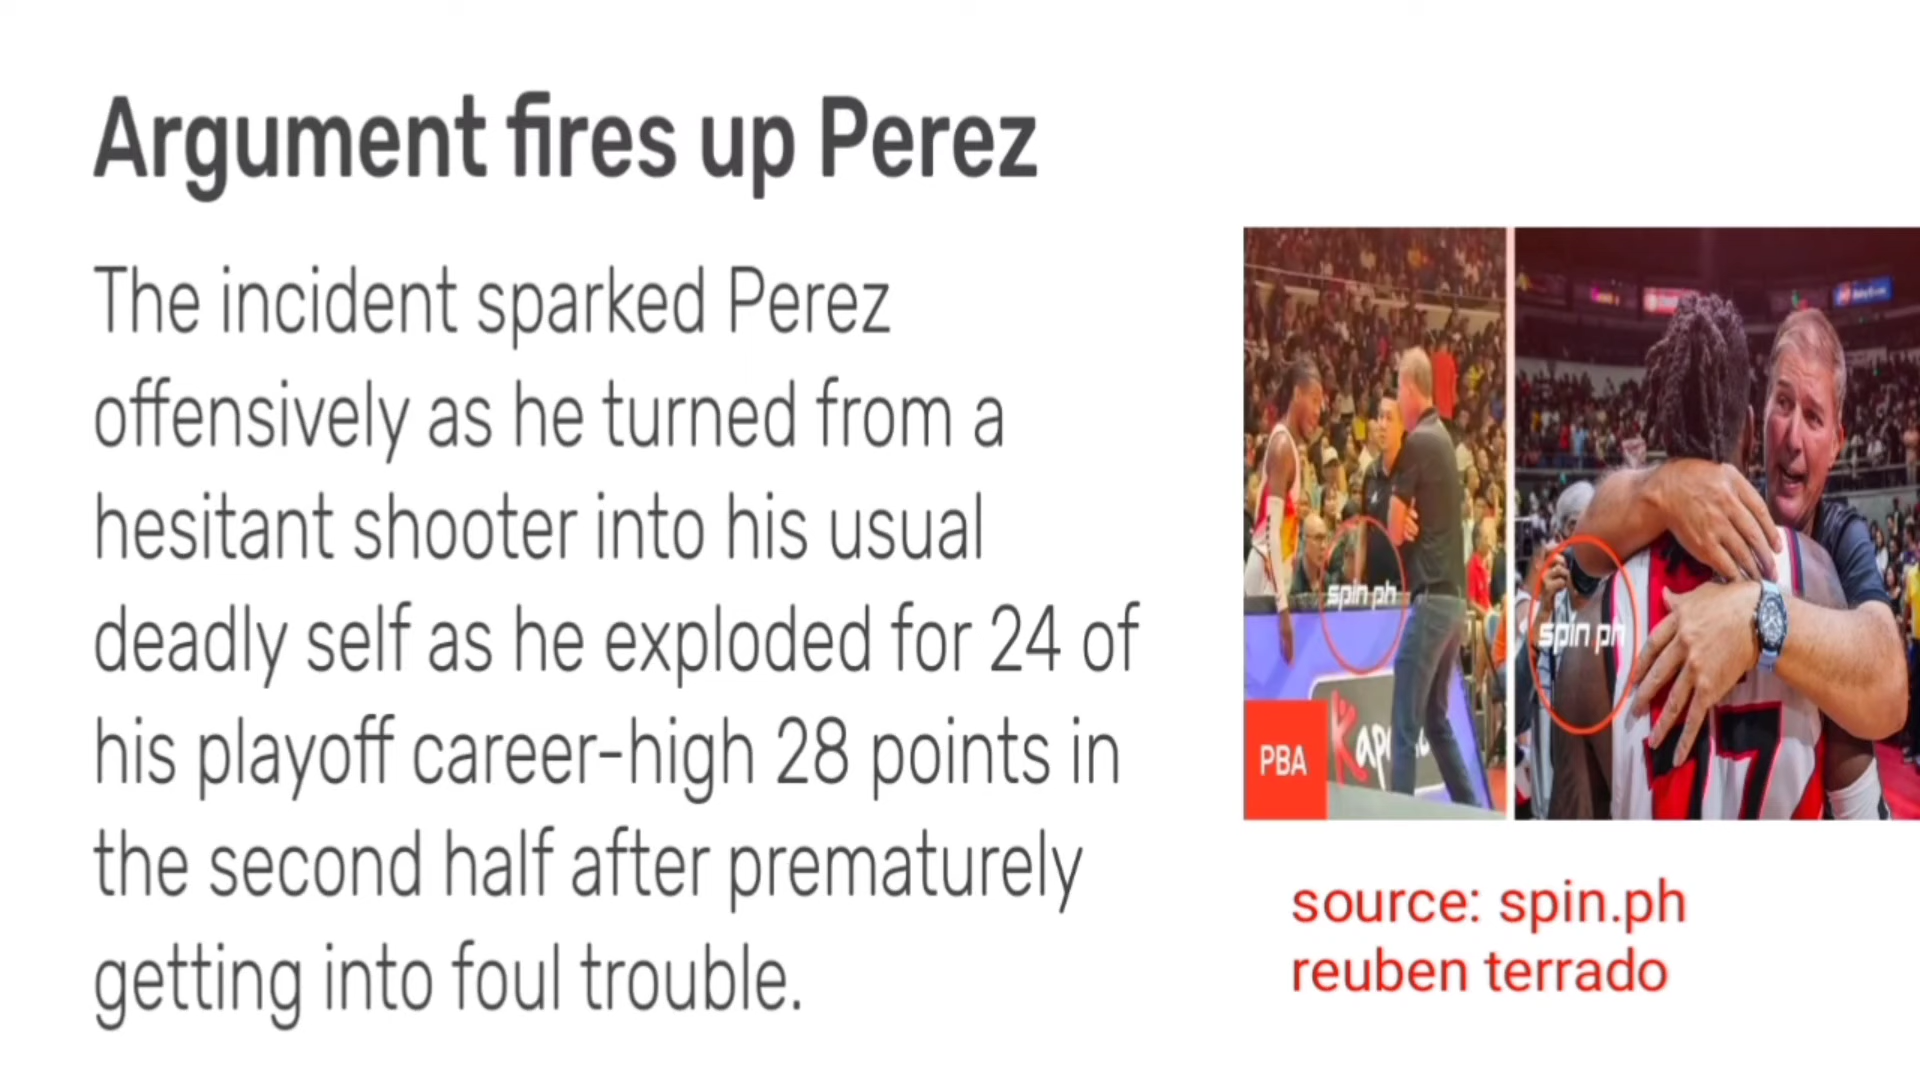 Argument fires up Perez
The incident sparked Perez
offensively as he turned from a
hesitant shooter into his usual
deadly self as he exploded for 24 of
his playoff career-high 28 points in
the second half after prematurely
getting into foul trouble.
spin ph
spin ph
PBA
Kap
7
source: spin.ph
reuben terrado